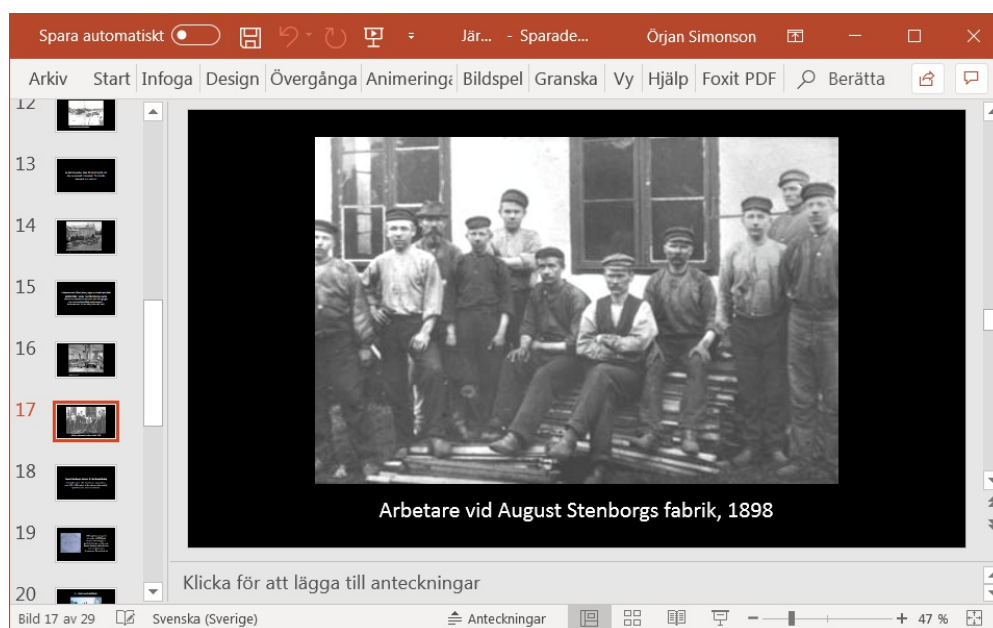 Spara automatiskt Jär... - Sparade... Örjan Simonson
Arkiv Start Infoga Design Övergånga Animeringa Bildspel Granska Vy Hjälp Foxit PDF Berätta
12
13
14
15
16
17
18
19
20
Arbetare vid August Stenborgs fabrik, 1898
Klicka för att lägga till anteckningar
Bild 17 av 29 Svenska (Sverige) Anteckningar 47 %